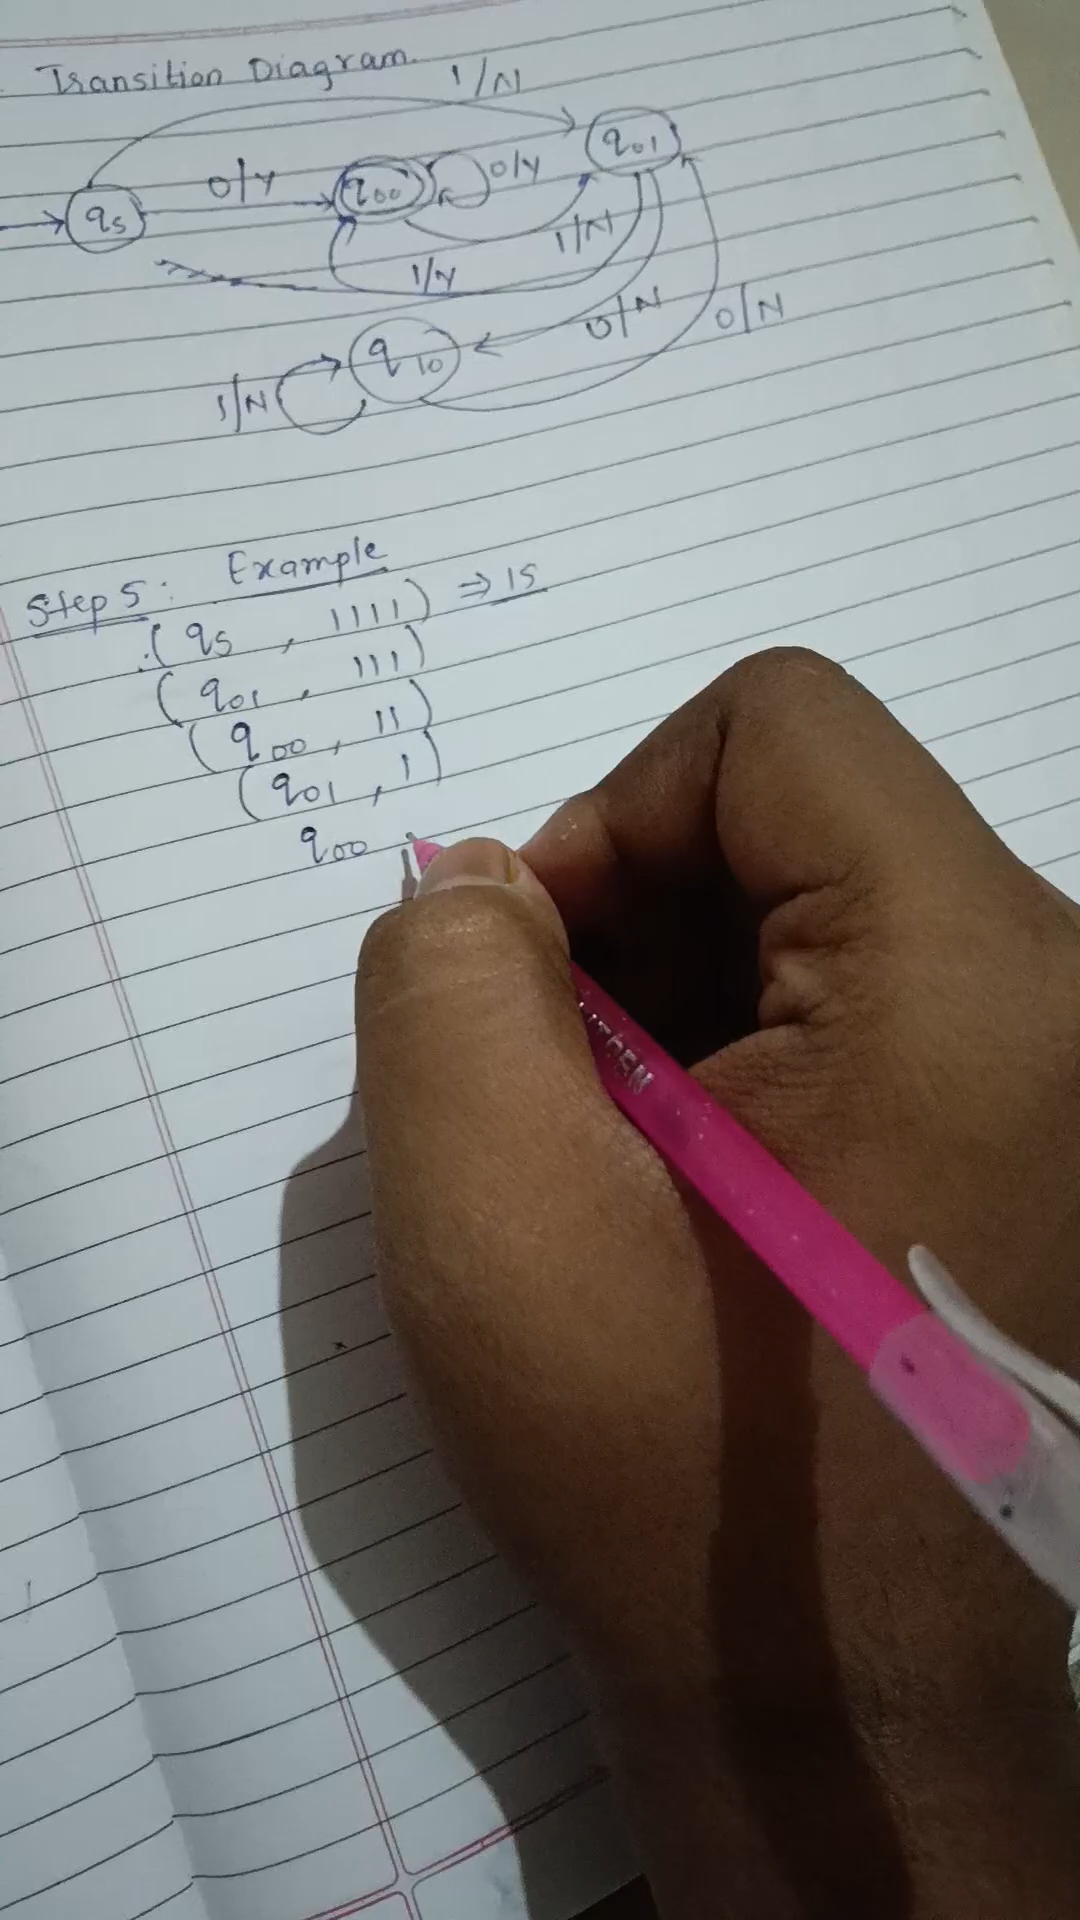 Transition Diagram.
1/N
q01
0/Y
q00
0/Y
qs
1/N
1/Y
0/N
0/N
q10
1/N
Step 5: Example
(qs, 1111) ⇒ 15
(q01, 111)
(q00, 11)
(q01, 1)
q00